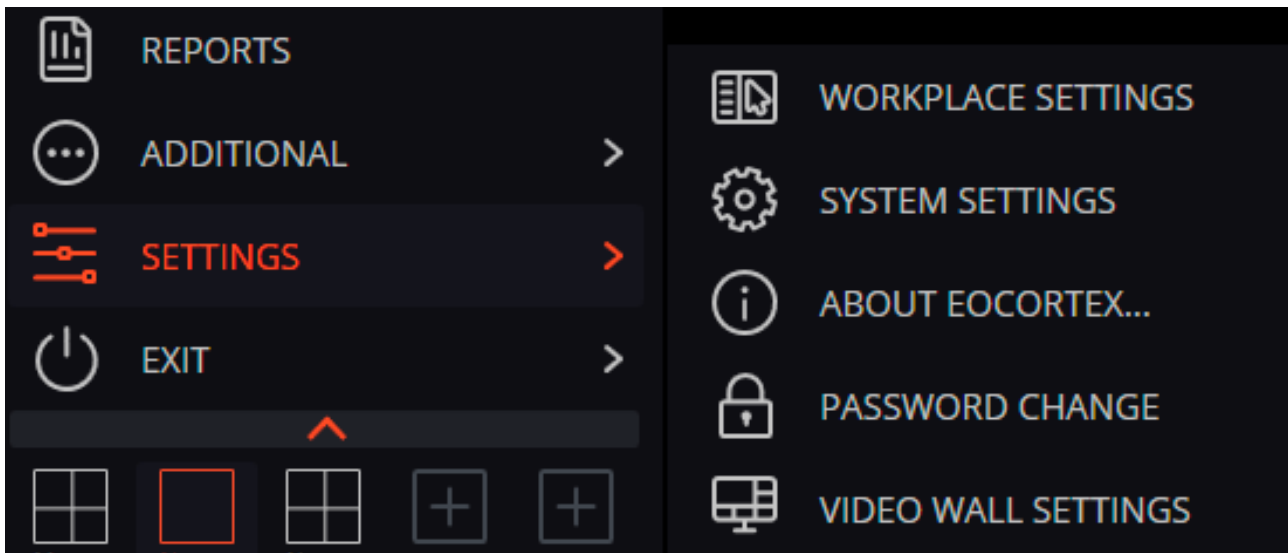 REPORTS
ADDITIONAL
SETTINGS
EXIT
WORKPLACE SETTINGS
SYSTEM SETTINGS
ABOUT EOCORTEX...
PASSWORD CHANGE
VIDEO WALL SETTINGS